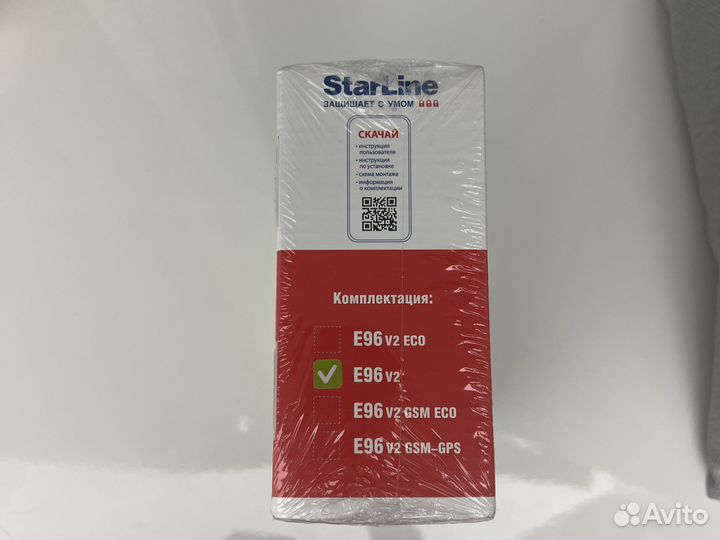 StarLine
ЗАЩИЩАЕТ С УМОМ
СКАЧАЙ
• инструкция
пользователя
• инструкция
по установке
• схема монтажа
• информация
о комплектации
Комплектация:
E96 V2 ECO
E96 V2
E96 V2 GSM ECO
E96 V2 GSM-GPS
Avito